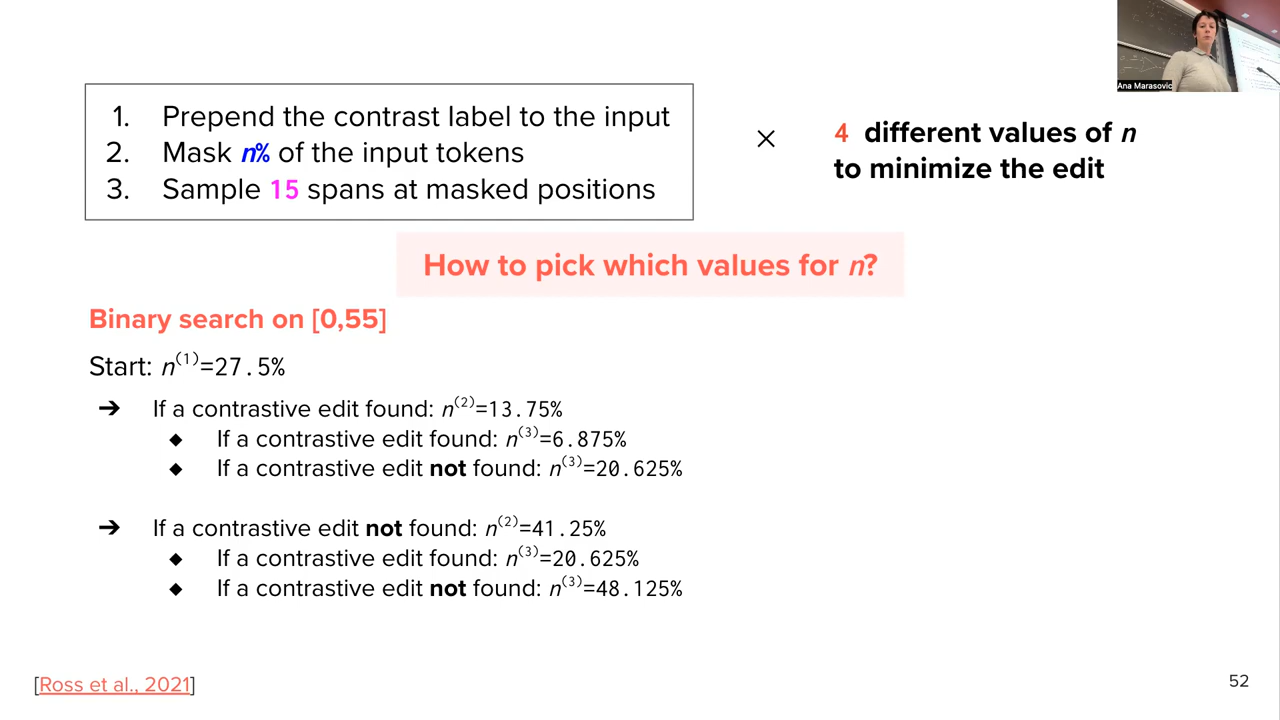 Ana Marasovic
1. Prepend the contrast label to the input
2. Mask n% of the input tokens
3. Sample 15 spans at masked positions
× 4 different values of n
to minimize the edit
How to pick which values for n?
Binary search on [0,55]
Start: n⁽¹⁾=27.5%
➔ If a contrastive edit found: n⁽²⁾=13.75%
◆ If a contrastive edit found: n⁽³⁾=6.875%
◆ If a contrastive edit not found: n⁽³⁾=20.625%
➔ If a contrastive edit not found: n⁽²⁾=41.25%
◆ If a contrastive edit found: n⁽³⁾=20.625%
◆ If a contrastive edit not found: n⁽³⁾=48.125%
[Ross et al., 2021]
52